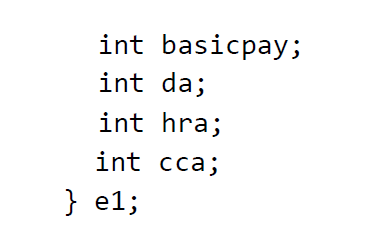 int basicpay;
int da;
int hra;
int cca;
} e1;